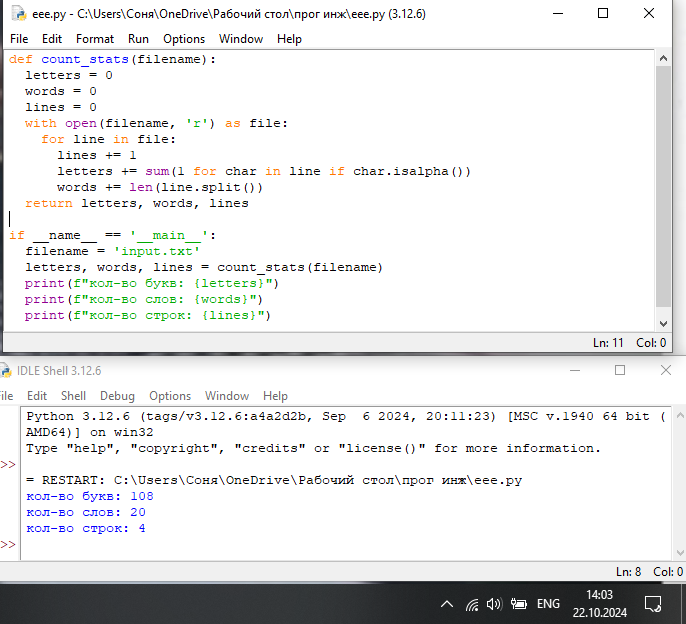 eee.py - C:\Users\Соня\OneDrive\Рабочий стол\прог инж\eee.py (3.12.6)
File Edit Format Run Options Window Help
def count_stats(filename):
  letters = 0
  words = 0
  lines = 0
  with open(filename, 'r') as file:
    for line in file:
      lines += 1
      letters += sum(1 for char in line if char.isalpha())
      words += len(line.split())
  return letters, words, lines
if __name__ == '__main__':
  filename = 'input.txt'
  letters, words, lines = count_stats(filename)
  print(f"кол-во букв: {letters}")
  print(f"кол-во слов: {words}")
  print(f"кол-во строк: {lines}")
Ln: 11 Col: 0
IDLE Shell 3.12.6
ile Edit Shell Debug Options Window Help
Python 3.12.6 (tags/v3.12.6:a4a2d2b, Sep  6 2024, 20:11:23) [MSC v.1940 64 bit (
AMD64)] on win32
Type "help", "copyright", "credits" or "license()" for more information.
>>
= RESTART: C:\Users\Соня\OneDrive\Рабочий стол\прог инж\eee.py
кол-во букв: 108
кол-во слов: 20
кол-во строк: 4
>>
Ln: 8 Col: 0
ENG
14:03
22.10.2024